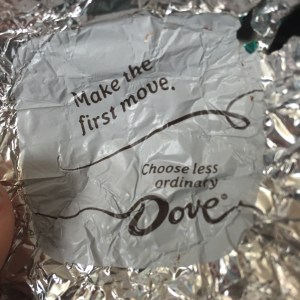 Make the
first move.
Choose less
ordinary
Dove®